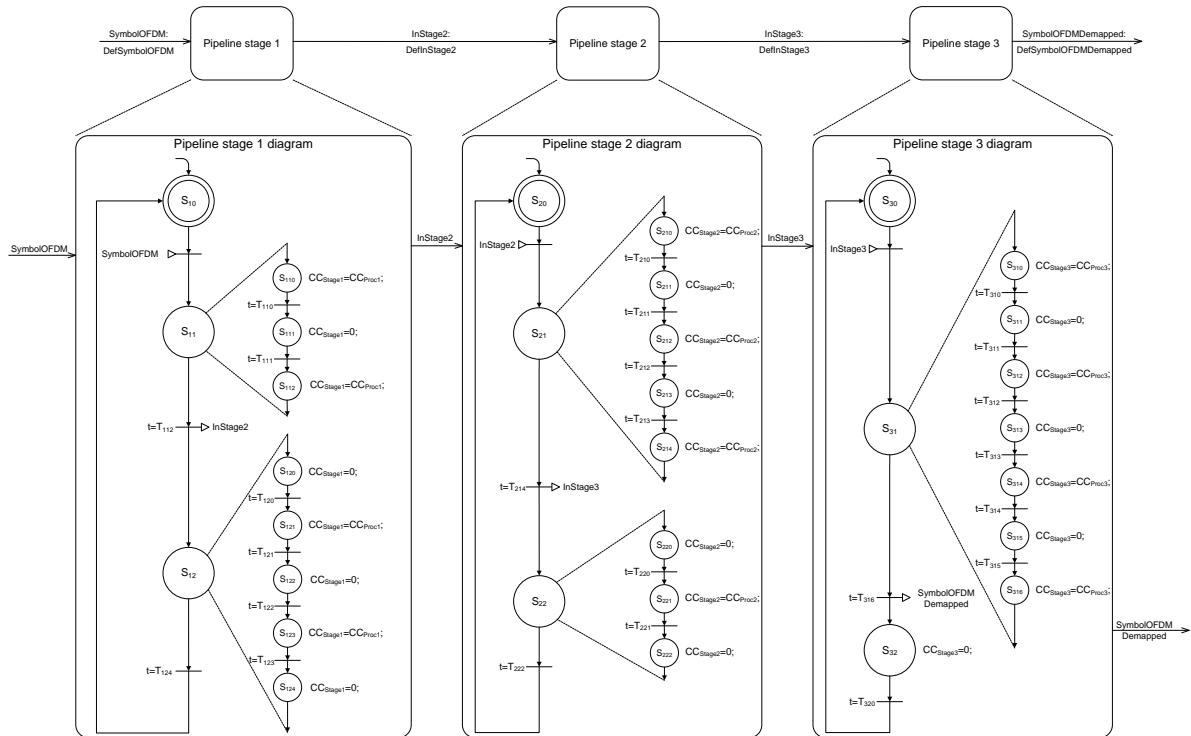 SymbolOFDM:
DefSymbolOFDM
Pipeline stage 1
InStage2:
DefInStage2
Pipeline stage 2
InStage3:
DefInStage3
Pipeline stage 3
SymbolOFDMDemapped:
DefSymbolOFDMDemapped
Pipeline stage 1 diagram
SymbolOFDM
S10
SymbolOFDM
S11
t=T112
InStage2
S12
t=T124
S110
CCStage1=CCProc1;
t=T110
S111
CCStage1=0;
t=T111
S112
CCStage1=CCProc1;
S120
CCStage1=0;
t=T120
S121
CCStage1=CCProc1;
t=T121
S122
CCStage1=0;
t=T122
S123
CCStage1=CCProc1;
t=T123
S124
CCStage1=0;
InStage2
Pipeline stage 2 diagram
S20
InStage2
S21
t=T214
InStage3
S22
t=T222
S210
CCStage2=CCProc2;
t=T210
S211
CCStage2=0;
t=T211
S212
CCStage2=CCProc2;
t=T212
S213
CCStage2=0;
t=T213
S214
CCStage2=CCProc2;
S220
CCStage2=0;
t=T220
S221
CCStage2=CCProc2;
t=T221
S222
CCStage2=0;
InStage3
Pipeline stage 3 diagram
S30
InStage3
S31
t=T316
SymbolOFDM
Demapped
S32
CCStage3=0;
t=T320
S310
CCStage3=CCProc3;
t=T310
S311
CCStage3=0;
t=T311
S312
CCStage3=CCProc3;
t=T312
S313
CCStage3=0;
t=T313
S314
CCStage3=CCProc3;
t=T314
S315
CCStage3=0;
t=T315
S316
CCStage3=CCProc3;
SymbolOFDM
Demapped